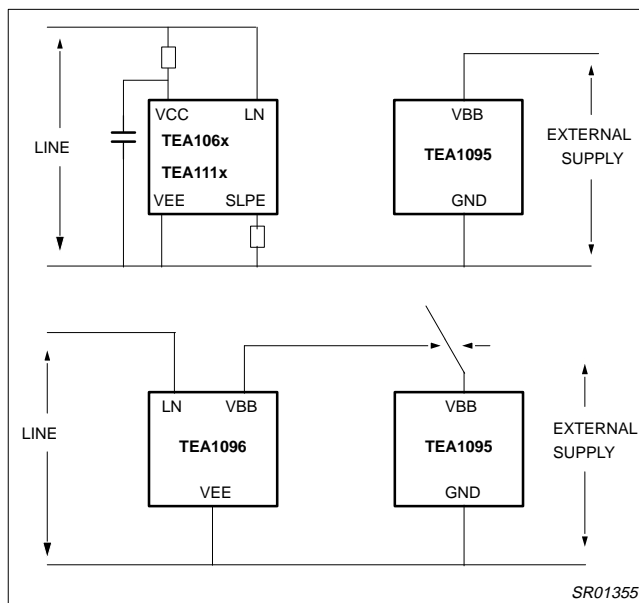 VCC LN
TEA106x
TEA111x
VEE SLPE
LINE
VBB
TEA1095
GND
EXTERNAL
SUPPLY
LN VBB
TEA1096
VEE
LINE
VBB
TEA1095
GND
EXTERNAL
SUPPLY
SR01355